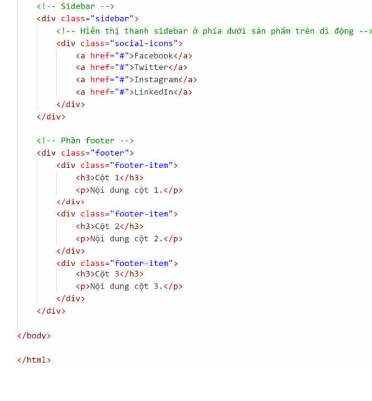 <!-- Sidebar -->
<div class="sidebar">
<!-- Hiển thị thanh sidebar ở phía dưới sản phẩm trên di động -->
<div class="social-icons">
<a href="#">Facebook</a>
<a href="#">Twitter</a>
<a href="#">Instagram</a>
<a href="#">LinkedIn</a>
</div>
</div>
<!-- Phần footer -->
<div class="footer">
<div class="footer-item">
<h3>Cột 1</h3>
<p>Nội dung cột 1.</p>
</div>
<div class="footer-item">
<h3>Cột 2</h3>
<p>Nội dung cột 2.</p>
</div>
<div class="footer-item">
<h3>Cột 3</h3>
<p>Nội dung cột 3.</p>
</div>
</div>
</body>
</html>